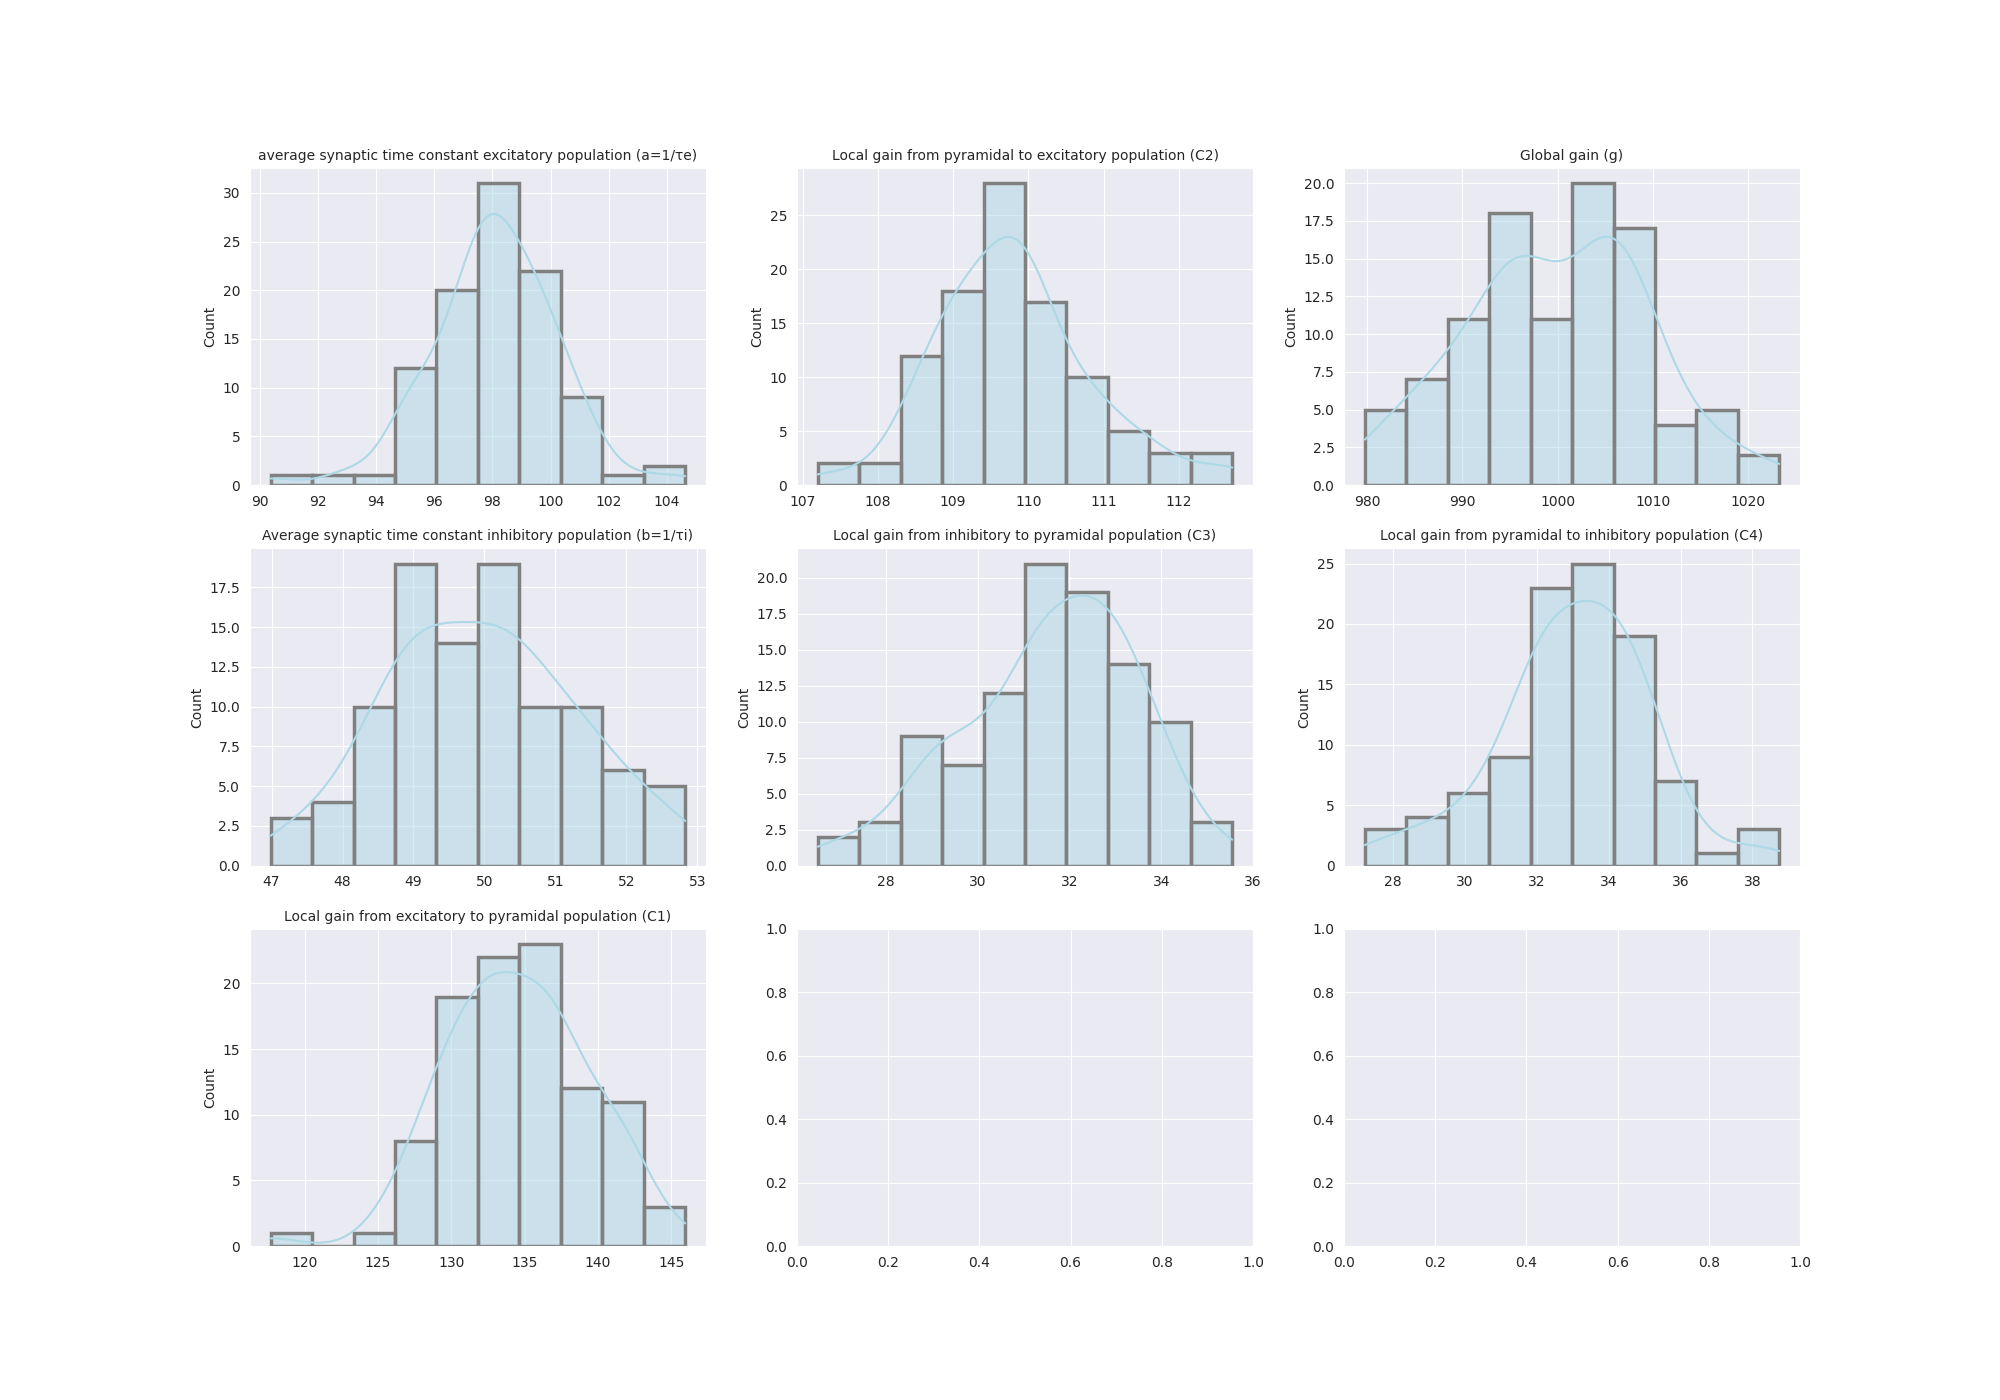 average synaptic time constant excitatory population (a=1/τe)
Count
30
25
20
15
10
5
0
90 92 94 96 98 100 102 104
Local gain from pyramidal to excitatory population (C2)
Count
25
20
15
10
5
0
107 108 109 110 111 112
Global gain (g)
Count
20.0
17.5
15.0
12.5
10.0
7.5
5.0
2.5
0.0
980 990 1000 1010 1020
Average synaptic time constant inhibitory population (b=1/τi)
Count
17.5
15.0
12.5
10.0
7.5
5.0
2.5
0.0
47 48 49 50 51 52 53
Local gain from inhibitory to pyramidal population (C3)
Count
20.0
17.5
15.0
12.5
10.0
7.5
5.0
2.5
0.0
28 30 32 34 36
Local gain from pyramidal to inhibitory population (C4)
Count
25
20
15
10
5
0
28 30 32 34 36 38
Local gain from excitatory to pyramidal population (C1)
Count
20
15
10
5
0
120 125 130 135 140 145
1.0
0.8
0.6
0.4
0.2
0.0
0.0 0.2 0.4 0.6 0.8 1.0
1.0
0.8
0.6
0.4
0.2
0.0
0.0 0.2 0.4 0.6 0.8 1.0